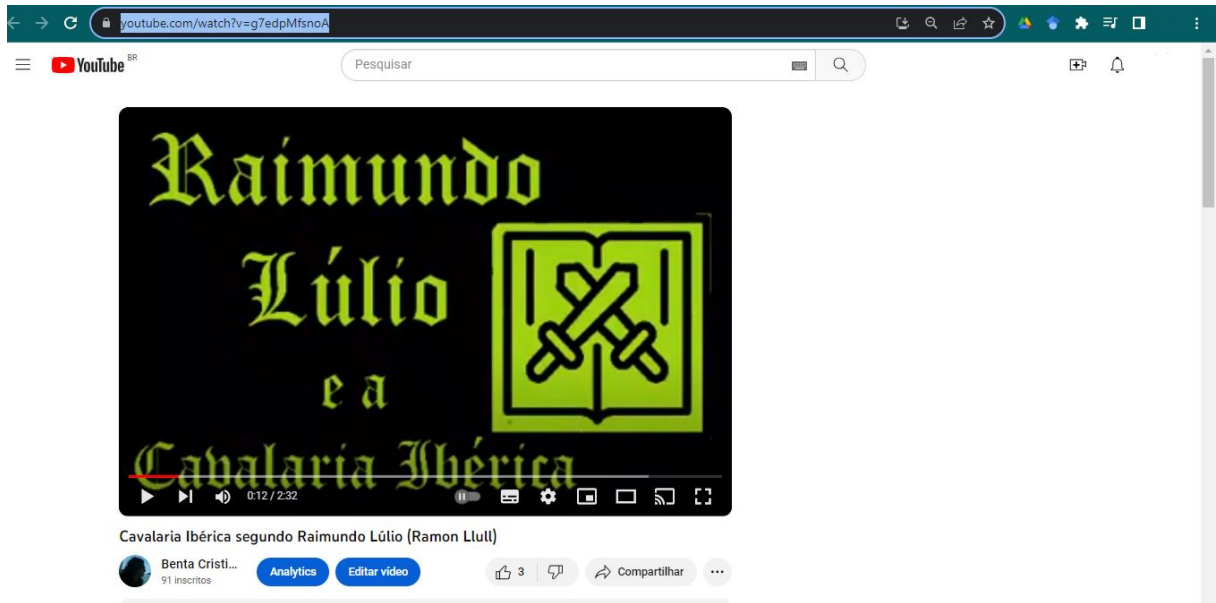 youtube.com/watch?v=g7edpMfsnoA
YouTube BR
Pesquisar
Raimundo
Lúlio
e a
Cavalaria Ibérica
0:12 / 2:32
Cavalaria Ibérica segundo Raimundo Lúlio (Ramon Llull)
Benta Cristi...
91 inscritos
Analytics
Editar vídeo
3
Compartilhar